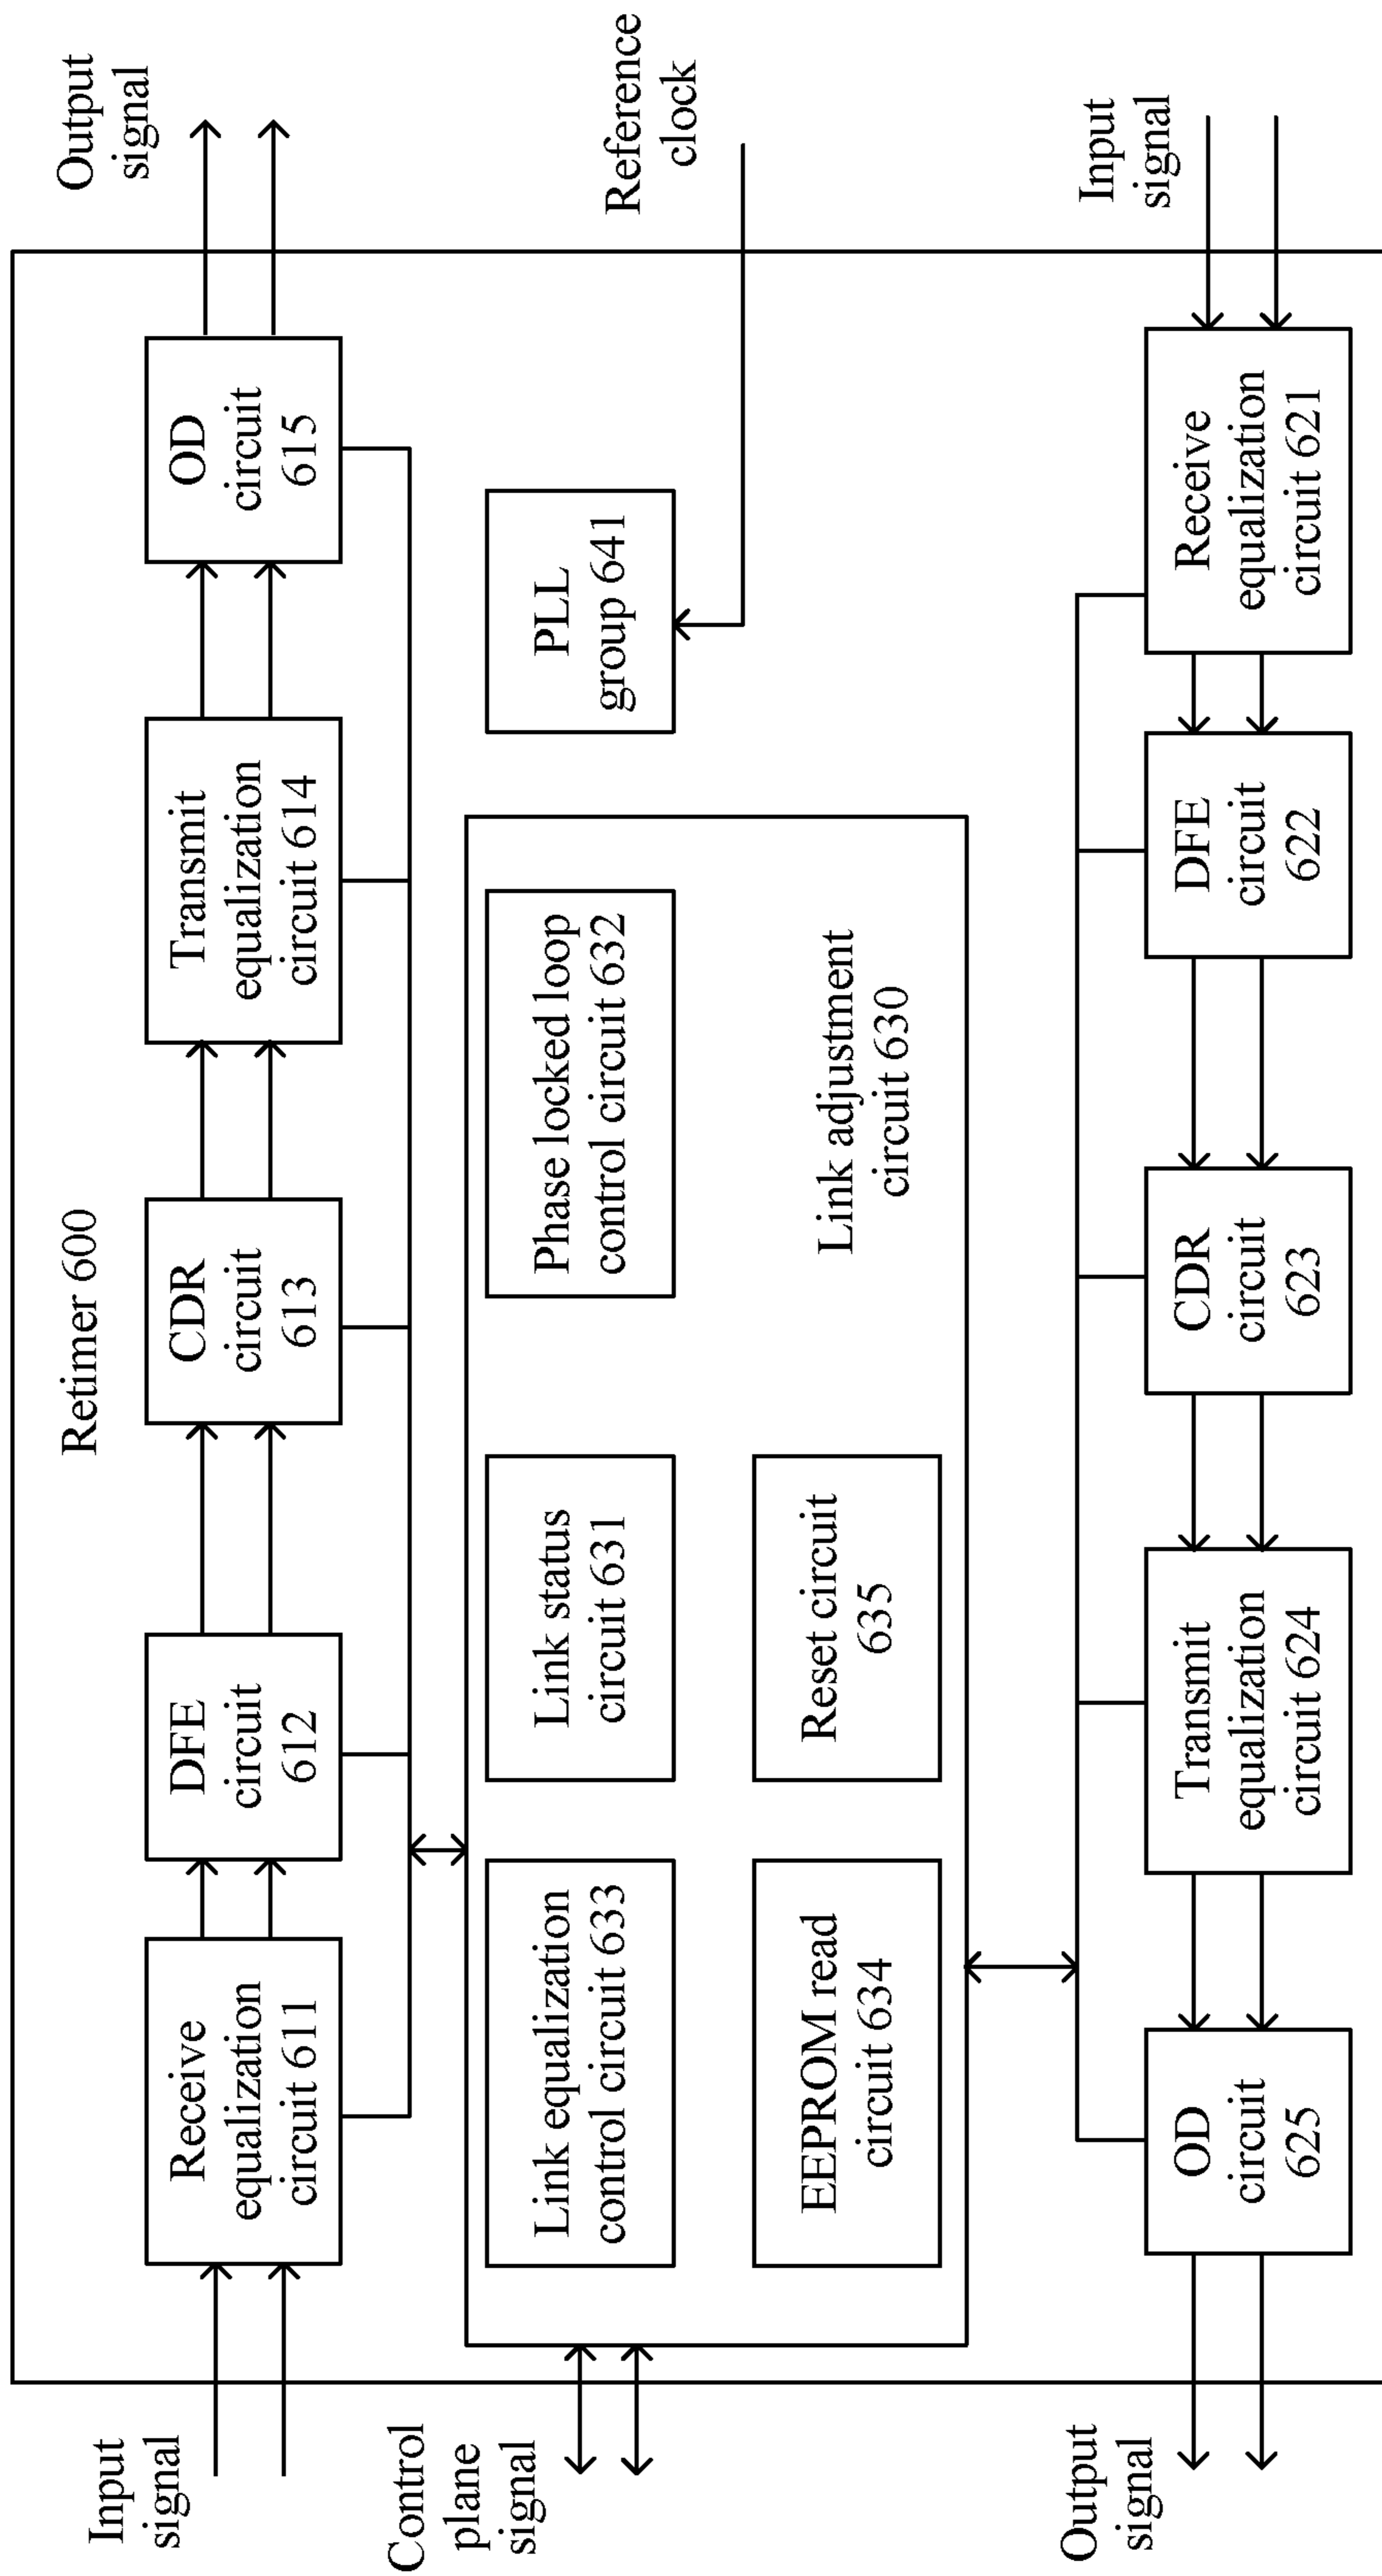 Retimer 600
Input
signal
Receive
equalization
circuit 611
DFE
circuit
612
CDR
circuit
613
Transmit
equalization
circuit 614
OD
circuit
615
Output
signal
Control
plane
signal
Link equalization
control circuit 633
Link status
circuit 631
Phase locked loop
control circuit 632
PLL
group 641
Reference
clock
EEPROM read
circuit 634
Reset circuit
635
Link adjustment
circuit 630
Output
signal
OD
circuit
625
Transmit
equalization
circuit 624
CDR
circuit
623
DFE
circuit
622
Receive
equalization
circuit 621
Input
signal